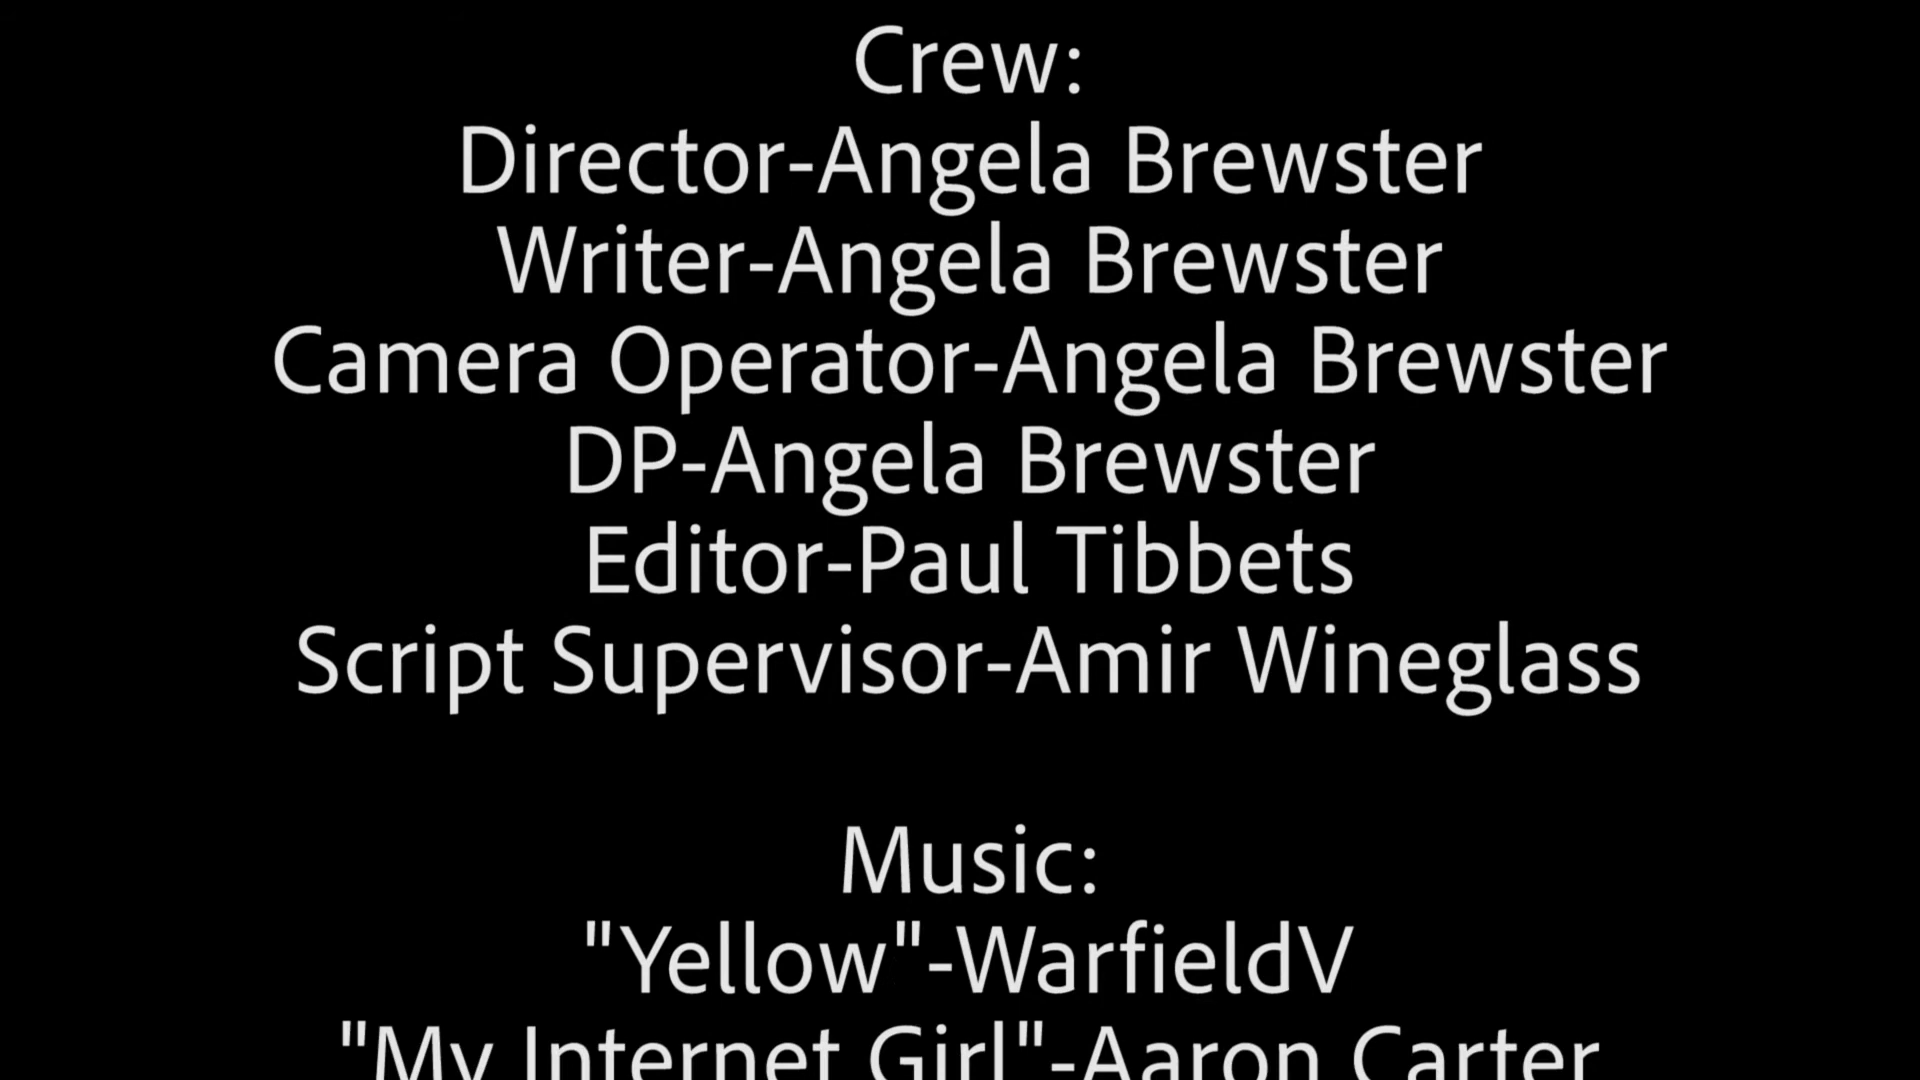 Crew:
Director-Angela Brewster
Writer-Angela Brewster
Camera Operator-Angela Brewster
DP-Angela Brewster
Editor-Paul Tibbets
Script Supervisor-Amir Wineglass
Music:
"Yellow"-WarfieldV
"My Internet Girl"-Aaron Carter